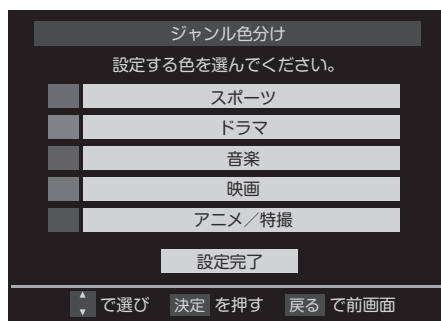 ジャンル色分け
設定する色を選んでください。
スポーツ
ドラマ
音楽
映画
アニメ／特撮
設定完了
で選び 決定 を押す 戻る で前画面